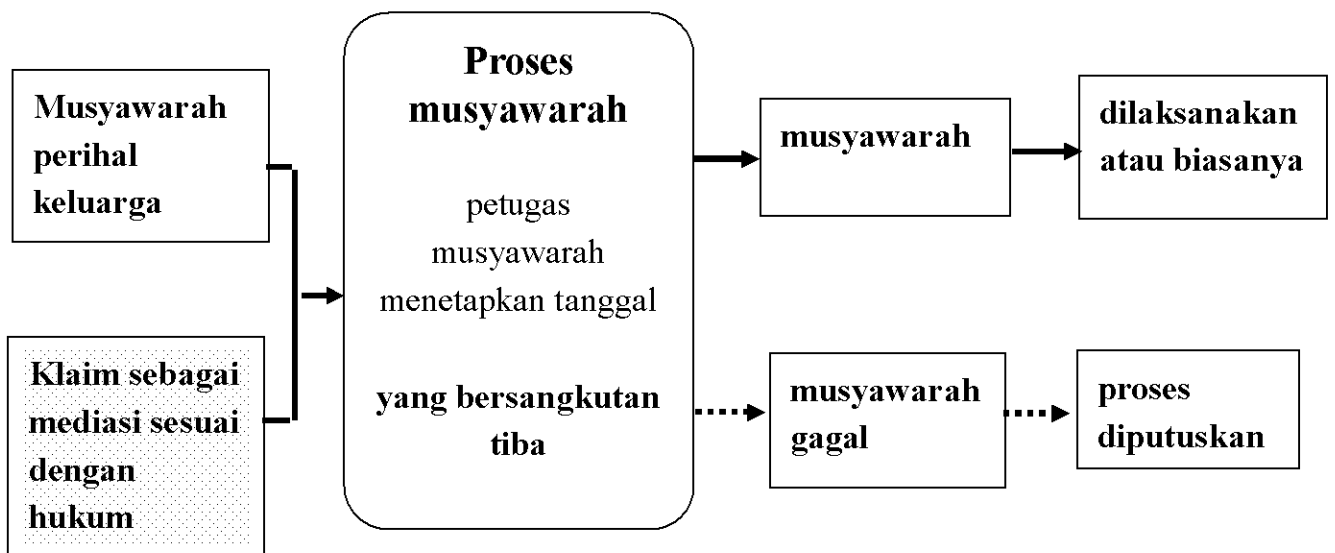 Musyawarah
perihal
keluarga
Klaim sebagai
mediasi sesuai
dengan
hukum
Proses
musyawarah
petugas
musyawarah
menetapkan tanggal
yang bersangkutan
tiba
musyawarah
dilaksanakan
atau biasanya
musyawarah
gagal
proses
diputuskan